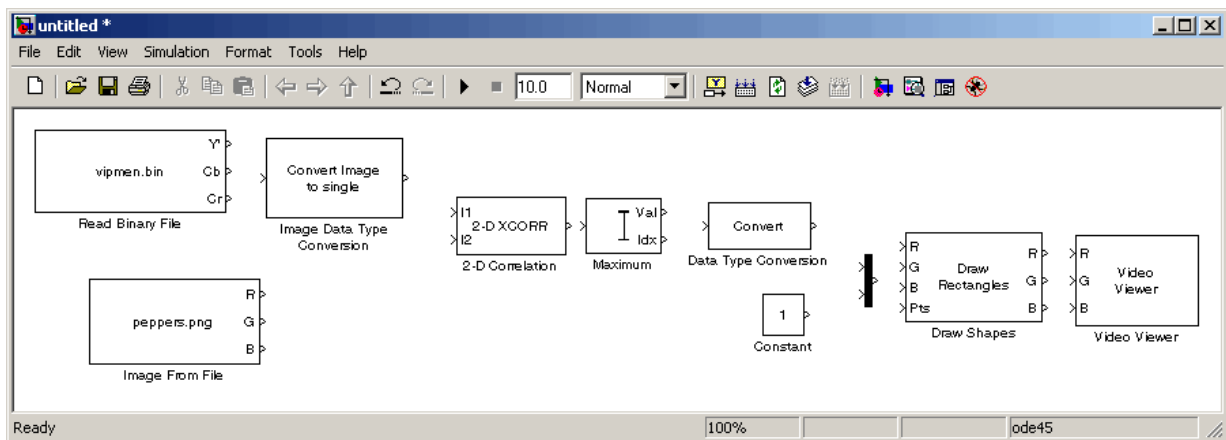 untitled *
File Edit View Simulation Format Tools Help
10.0 Normal
vipmen.bin
Y'
Cb
Cr
Read Binary File
Convert Image
to single
Image Data Type
Conversion
I1
I2
2-D XCORR
2-D Correlation
Val
Idx
Maximum
Convert
Data Type Conversion
R
G
B
Pts
Draw
Rectangles
R
G
B
Draw Shapes
R
G
B
Video
Viewer
Video Viewer
peppers.png
R
G
B
Image From File
1
Constant
Ready 100% ode45